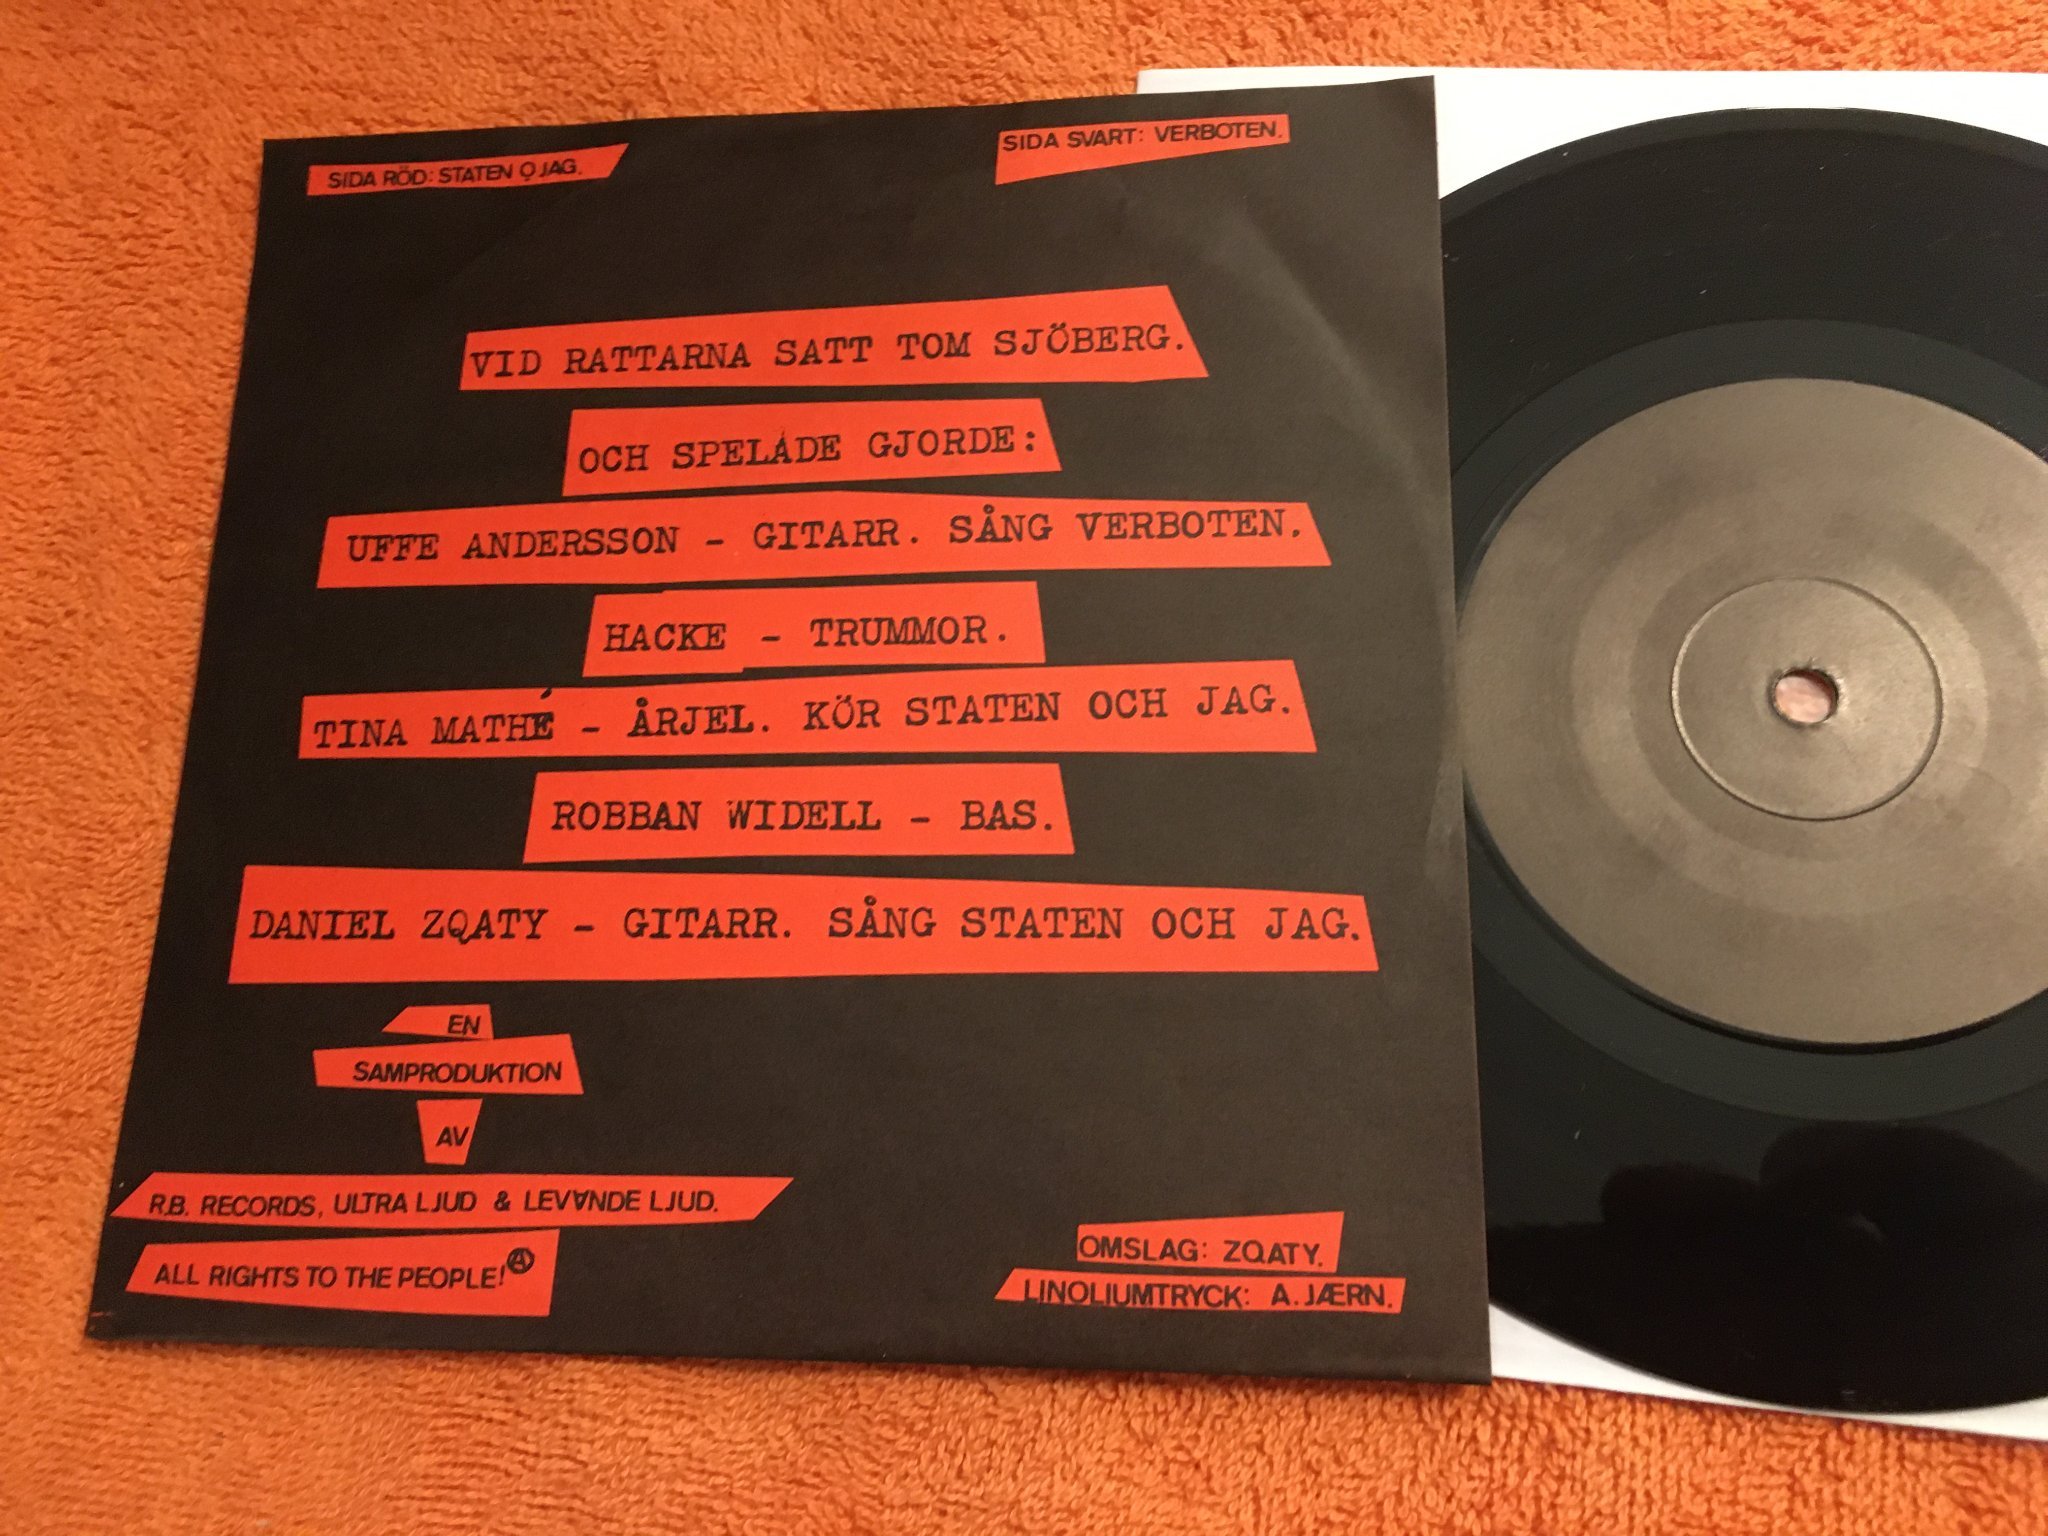 SIDA RÖD: STATEN O̩ JAG.
SIDA SVART: VERBOTEN.
VID RATTARNA SATT TOM SJÖBERG.
OCH SPELADE GJORDE:
UFFE ANDERSSON - GITARR. SÅNG VERBOTEN.
HACKE - TRUMMOR.
TINA MATHÉ - ÅRJEL. KÖR STATEN OCH JAG.
ROBBAN WIDELL - BAS.
DANIEL ZQATY - GITARR. SÅNG STATEN OCH JAG.
EN
SAMPRODUKTION
AV
R.B. RECORDS, ULTRA LJUD & LEV∀NDE LJUD.
ALL RIGHTS TO THE PEOPLE! Ⓐ
OMSLAG: ZQATY.
LINOLIUMTRYCK: A. JÆRN.